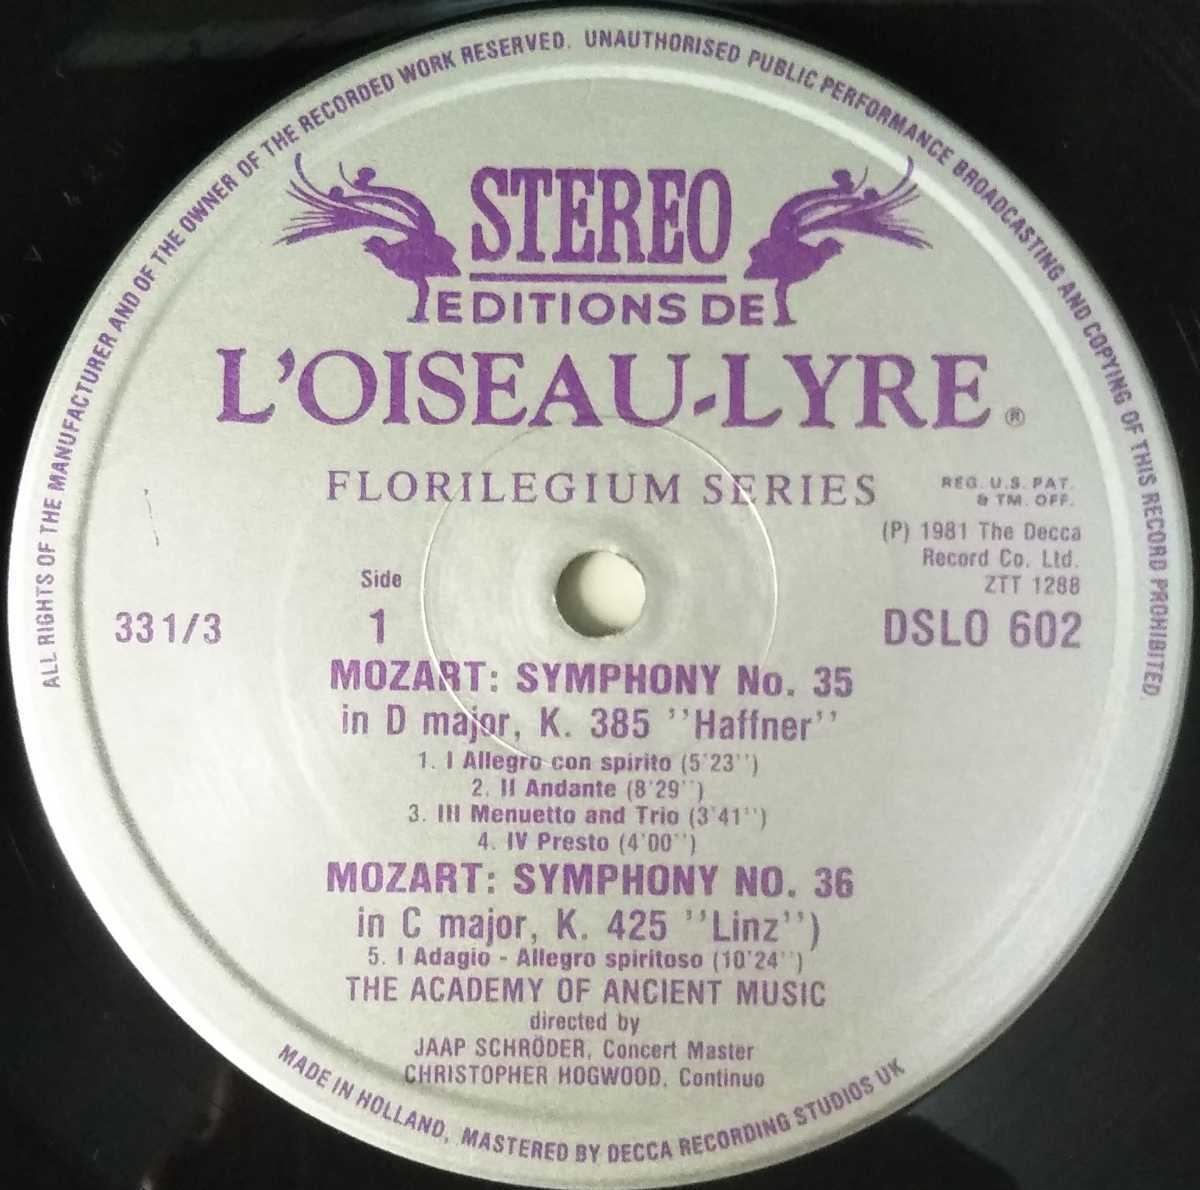 ALL RIGHTS OF THE MANUFACTURER AND OF THE OWNER OF THE RECORDED WORK RESERVED. UNAUTHORISED PUBLIC PERFORMANCE BROADCASTING AND COPYING OF THIS RECORD PROHIBITED.
STEREO
EDITIONS DE
L'OISEAU-LYRE ®
FLORILEGIUM SERIES
REG. U.S. PAT.
& TM. OFF.
(P) 1981 The Decca
Record Co. Ltd.
ZTT 1288
Side
33 1/3 1 DSLO 602
MOZART: SYMPHONY No. 35
in D major, K. 385 ''Haffner''
1. I Allegro con spirito (5'23'')
2. II Andante (8'29'')
3. III Menuetto and Trio (3'41'')
4. IV Presto (4'00'')
MOZART: SYMPHONY NO. 36
in C major, K. 425 ''Linz'')
5. I Adagio - Allegro spiritoso (10'24'')
THE ACADEMY OF ANCIENT MUSIC
directed by
JAAP SCHRÖDER, Concert Master
CHRISTOPHER HOGWOOD, Continuo
MADE IN HOLLAND, MASTERED BY DECCA RECORDING STUDIOS UK